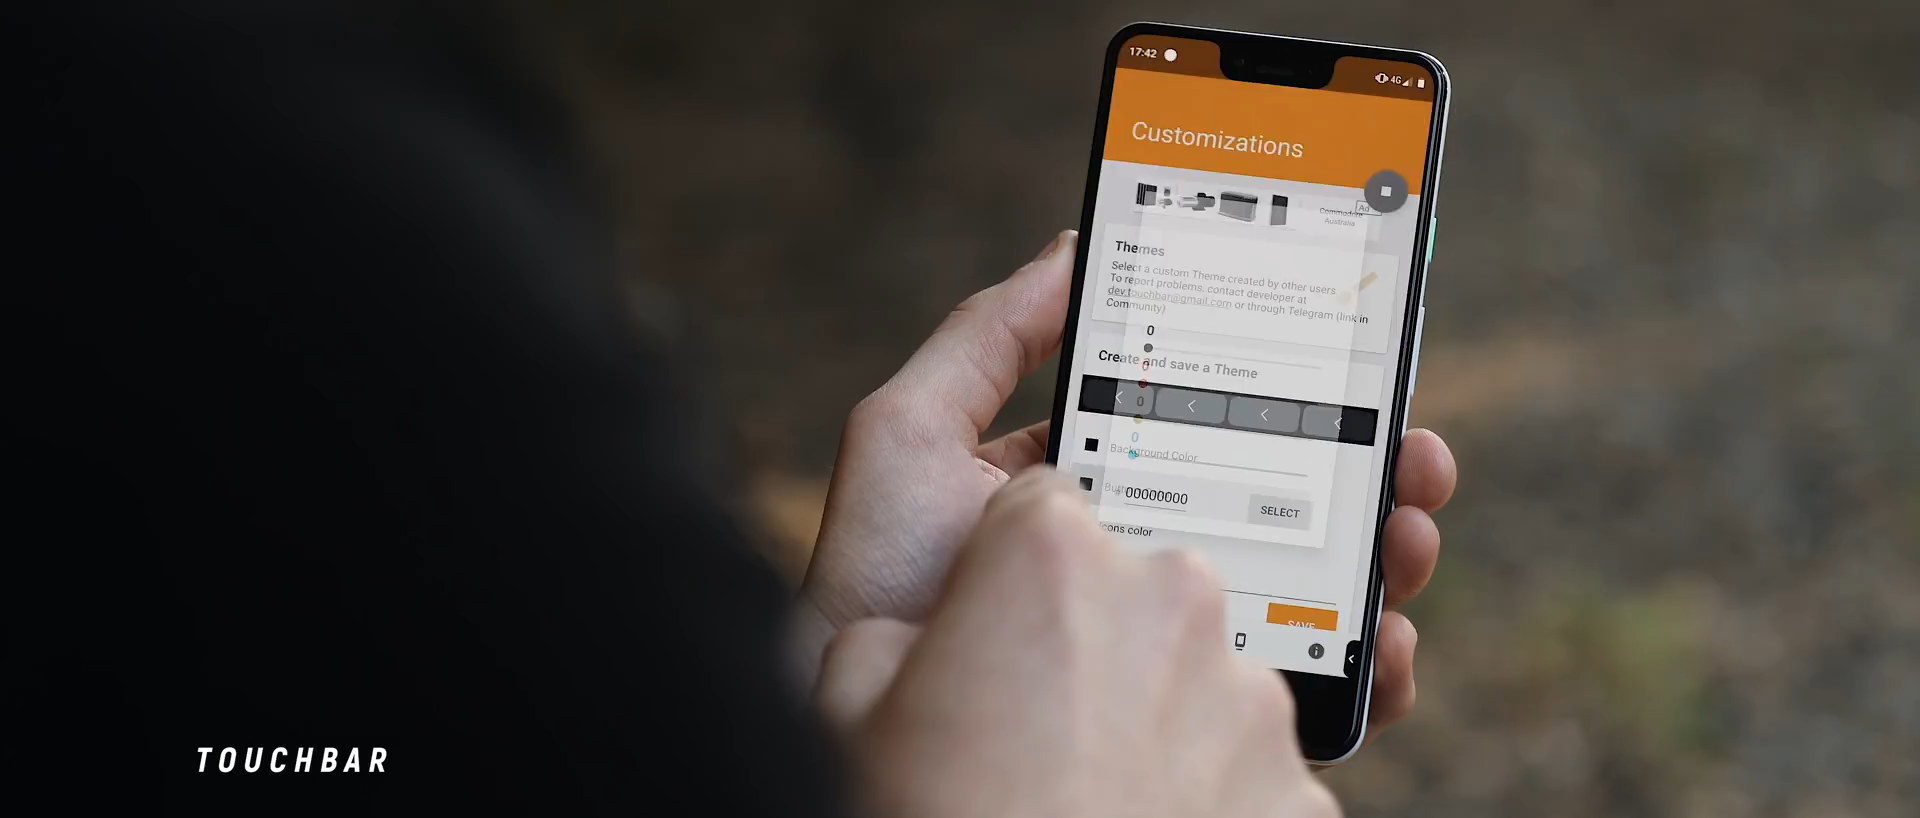 17:42
4G
Customizations
Ad
Commodore
Australia
Themes
Select a custom Theme created by other users
To report problems, contact developer at
dev.touchbar@gmail.com or through Telegram (link in
Community)
0
Create and save a Theme
0
0
0
Background Color
00000000
SELECT
Icons color
SAVE
TOUCHBAR